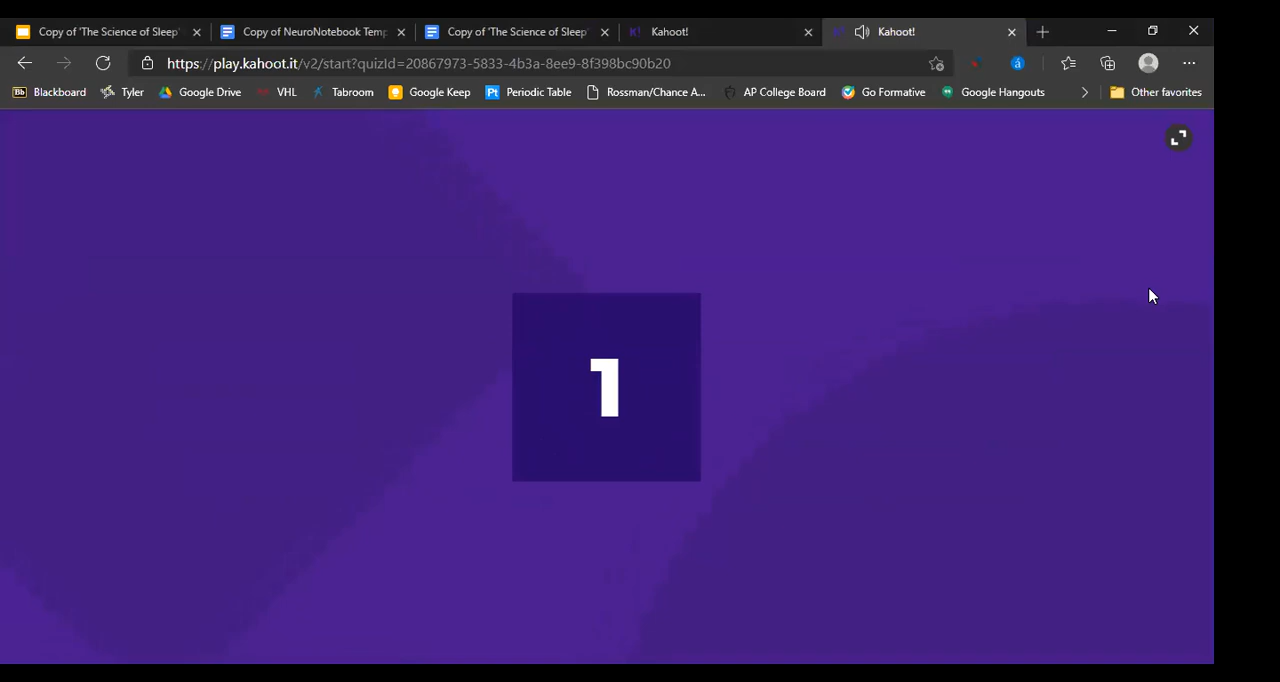 Copy of 'The Science of Sleep'
Copy of NeuroNotebook Temp
Copy of 'The Science of Sleep'
K! Kahoot!
Kahoot!
https://play.kahoot.it/v2/start?quizId=20867973-5833-4b3a-8ee9-8f398bc90b20
á
Bb Blackboard
Tyler
Google Drive
VHL
Tabroom
Google Keep
Pt Periodic Table
Rossman/Chance A...
AP College Board
Go Formative
Google Hangouts
Other favorites
1